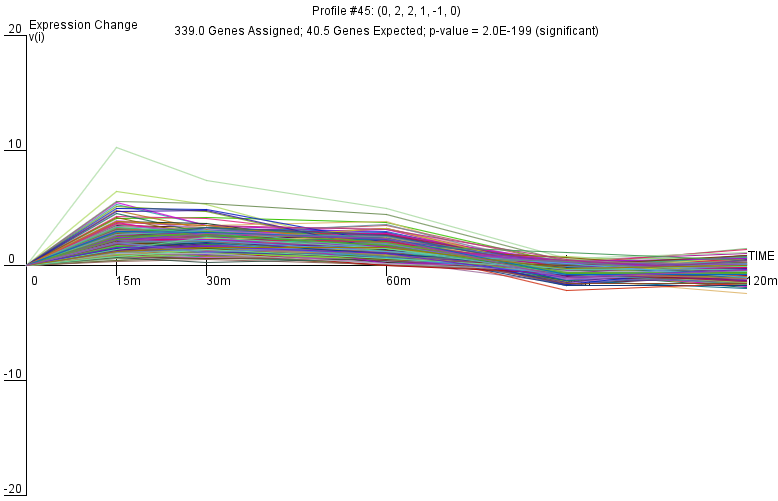 Profile #45: (0, 2, 2, 1, -1, 0)
20
Expression Change
v(i)
339.0 Genes Assigned; 40.5 Genes Expected; p-value = 2.0E-199 (significant)
10
0
TIME
0
15m
30m
60m
120m
-10
-20